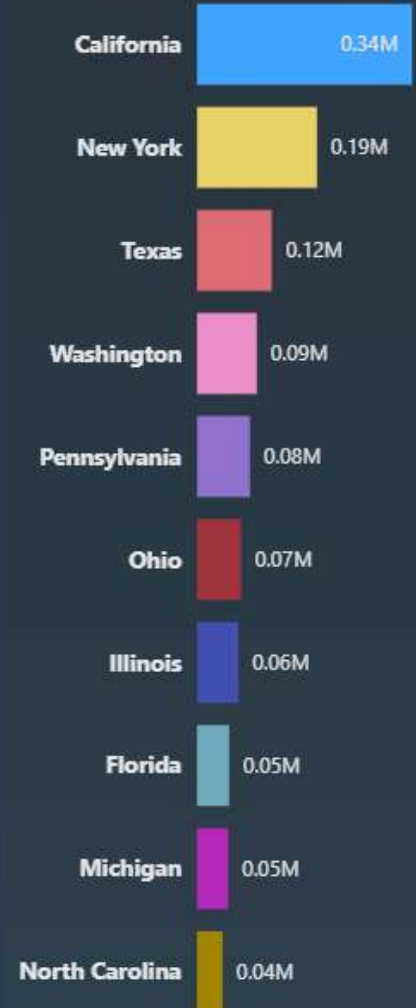 California 0.34M
New York 0.19M
Texas 0.12M
Washington 0.09M
Pennsylvania 0.08M
Ohio 0.07M
Illinois 0.06M
Florida 0.05M
Michigan 0.05M
North Carolina 0.04M